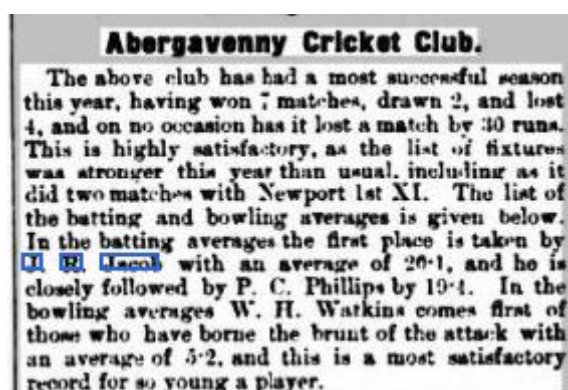 Abergavenny Cricket Club.
The above club has had a most successful season
this year, having won 7 matches, drawn 2, and lost
4, and on no occasion has it lost a match by 30 runs.
This is highly satisfactory, as the list of fixtures
was stronger this year than usual, including as it
did two matches with Newport 1st XI. The list of
the batting and bowling averages is given below.
In the batting averages the first place is taken by
J. R. Jacob with an average of 20·1, and he is
closely followed by P. C. Phillips by 19·4. In the
bowling averages W. H. Watkins comes first of
those who have borne the brunt of the attack with
an average of 5·2, and this is a most satisfactory
record for so young a player.